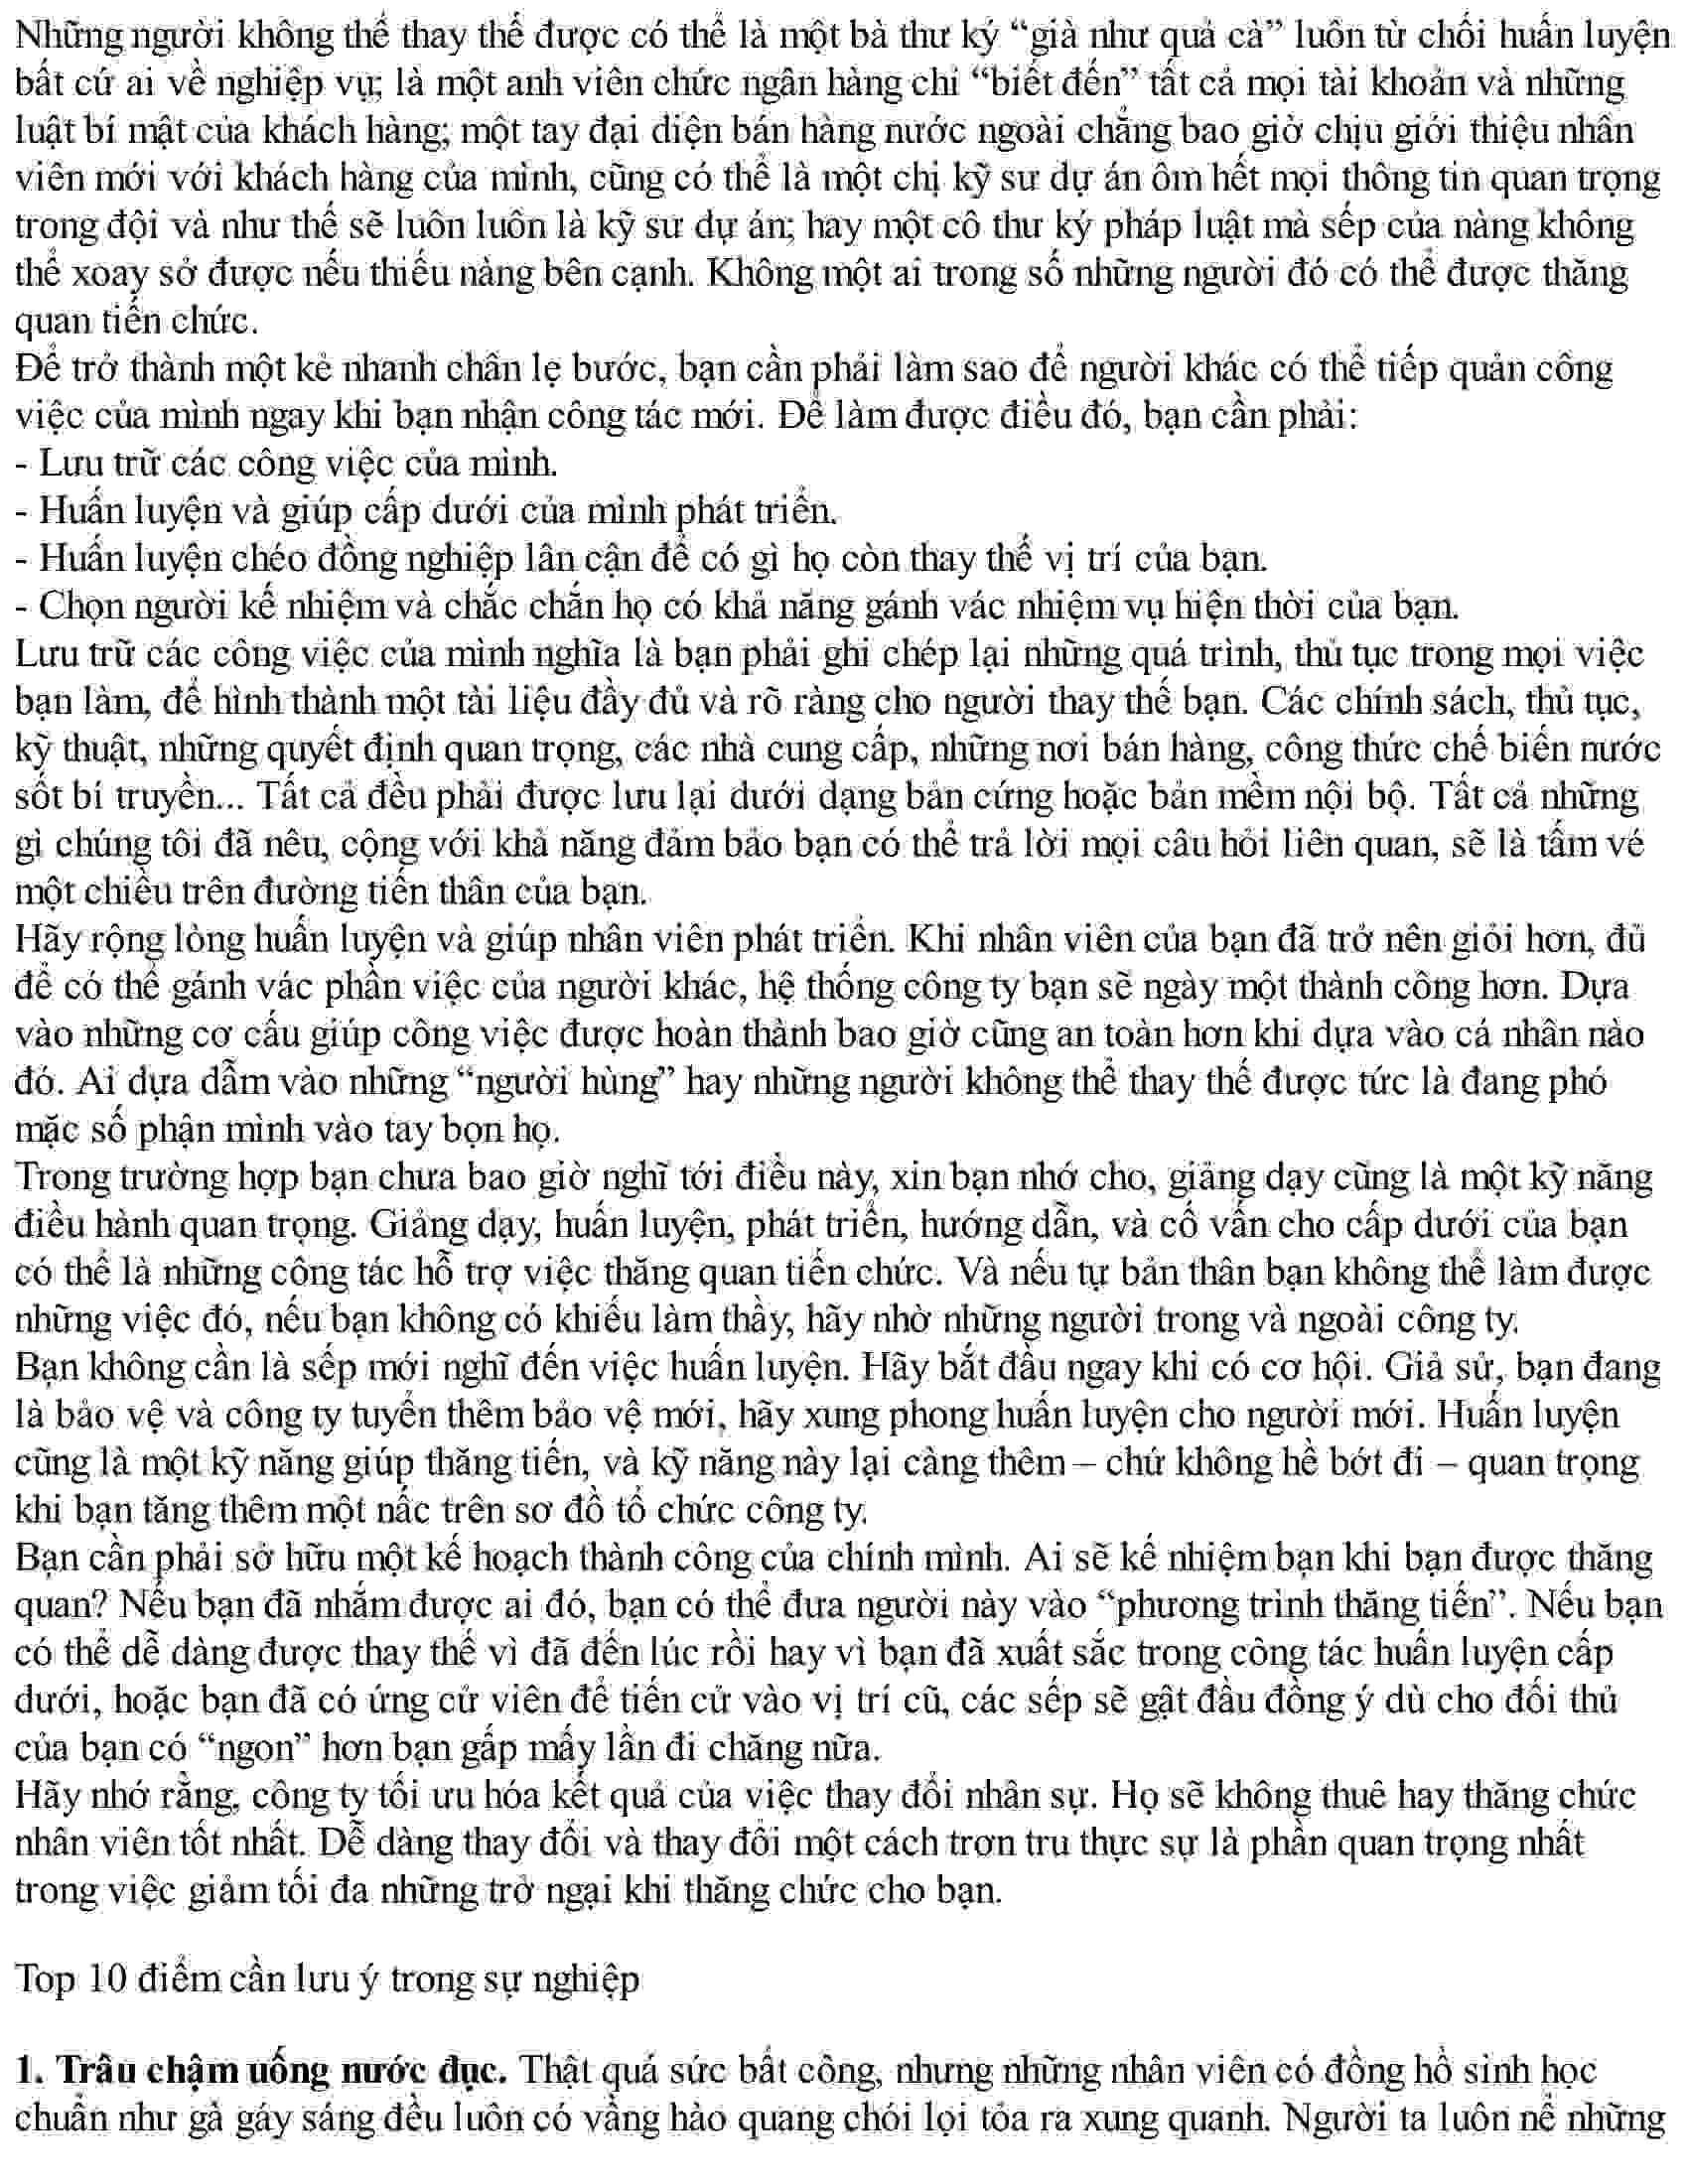 Những người không thể thay thế được có thể là một bà thư ký “già như quả cà” luôn từ chối huấn luyện
bất cứ ai về nghiệp vụ; là một anh viên chức ngân hàng chỉ “biết đến” tất cả mọi tài khoản và những
luật bí mật của khách hàng; một tay đại diện bán hàng nước ngoài chẳng bao giờ chịu giới thiệu nhân
viên mới với khách hàng của mình, cũng có thể là một chị kỹ sư dự án ôm hết mọi thông tin quan trọng
trong đội và như thế sẽ luôn luôn là kỹ sư dự án; hay một cô thư ký pháp luật mà sếp của nàng không
thể xoay sở được nếu thiếu nàng bên cạnh. Không một ai trong số những người đó có thể được thăng
quan tiến chức.
Để trở thành một kẻ nhanh chân lẹ bước, bạn cần phải làm sao để người khác có thể tiếp quản công
việc của mình ngay khi bạn nhận công tác mới. Để làm được điều đó, bạn cần phải:
- Lưu trữ các công việc của mình.
- Huấn luyện và giúp cấp dưới của mình phát triển.
- Huấn luyện chéo đồng nghiệp lân cận để có gì họ còn thay thế vị trí của bạn.
- Chọn người kế nhiệm và chắc chắn họ có khả năng gánh vác nhiệm vụ hiện thời của bạn.
Lưu trữ các công việc của mình nghĩa là bạn phải ghi chép lại những quá trình, thủ tục trong mọi việc
bạn làm, để hình thành một tài liệu đầy đủ và rõ ràng cho người thay thế bạn. Các chính sách, thủ tục,
kỹ thuật, những quyết định quan trọng, các nhà cung cấp, những nơi bán hàng, công thức chế biến nước
sốt bí truyền... Tất cả đều phải được lưu lại dưới dạng bản cứng hoặc bản mềm nội bộ. Tất cả những
gì chúng tôi đã nêu, cộng với khả năng đảm bảo bạn có thể trả lời mọi câu hỏi liên quan, sẽ là tấm vé
một chiều trên đường tiến thân của bạn.
Hãy rộng lòng huấn luyện và giúp nhân viên phát triển. Khi nhân viên của bạn đã trở nên giỏi hơn, đủ
để có thể gánh vác phần việc của người khác, hệ thống công ty bạn sẽ ngày một thành công hơn. Dựa
vào những cơ cấu giúp công việc được hoàn thành bao giờ cũng an toàn hơn khi dựa vào cá nhân nào
đó. Ai dựa dẫm vào những “người hùng” hay những người không thể thay thế được tức là đang phó
mặc số phận mình vào tay bọn họ.
Trong trường hợp bạn chưa bao giờ nghĩ tới điều này, xin bạn nhớ cho, giảng dạy cũng là một kỹ năng
điều hành quan trọng. Giảng dạy, huấn luyện, phát triển, hướng dẫn, và cố vấn cho cấp dưới của bạn
có thể là những công tác hỗ trợ việc thăng quan tiến chức. Và nếu tự bản thân bạn không thể làm được
những việc đó, nếu bạn không có khiếu làm thầy, hãy nhờ những người trong và ngoài công ty.
Bạn không cần là sếp mới nghĩ đến việc huấn luyện. Hãy bắt đầu ngay khi có cơ hội. Giả sử, bạn đang
là bảo vệ và công ty tuyển thêm bảo vệ mới, hãy xung phong huấn luyện cho người mới. Huấn luyện
cũng là một kỹ năng giúp thăng tiến, và kỹ năng này lại càng thêm – chứ không hề bớt đi – quan trọng
khi bạn tăng thêm một nấc trên sơ đồ tổ chức công ty.
Bạn cần phải sở hữu một kế hoạch thành công của chính mình. Ai sẽ kế nhiệm bạn khi bạn được thăng
quan? Nếu bạn đã nhắm được ai đó, bạn có thể đưa người này vào “phương trình thăng tiến”. Nếu bạn
có thể dễ dàng được thay thế vì đã đến lúc rồi hay vì bạn đã xuất sắc trong công tác huấn luyện cấp
dưới, hoặc bạn đã có ứng cử viên để tiến cử vào vị trí cũ, các sếp sẽ gật đầu đồng ý dù cho đối thủ
của bạn có “ngon” hơn bạn gấp mấy lần đi chăng nữa.
Hãy nhớ rằng, công ty tối ưu hóa kết quả của việc thay đổi nhân sự. Họ sẽ không thuê hay thăng chức
nhân viên tốt nhất. Dễ dàng thay đổi và thay đổi một cách trơn tru thực sự là phần quan trọng nhất
trong việc giảm tối đa những trở ngại khi thăng chức cho bạn.
Top 10 điểm cần lưu ý trong sự nghiệp
1. Trâu chậm uống nước đục. Thật quá sức bất công, nhưng những nhân viên có đồng hồ sinh học
chuẩn như gà gáy sáng đều luôn có vầng hào quang chói lọi tỏa ra xung quanh. Người ta luôn nể những